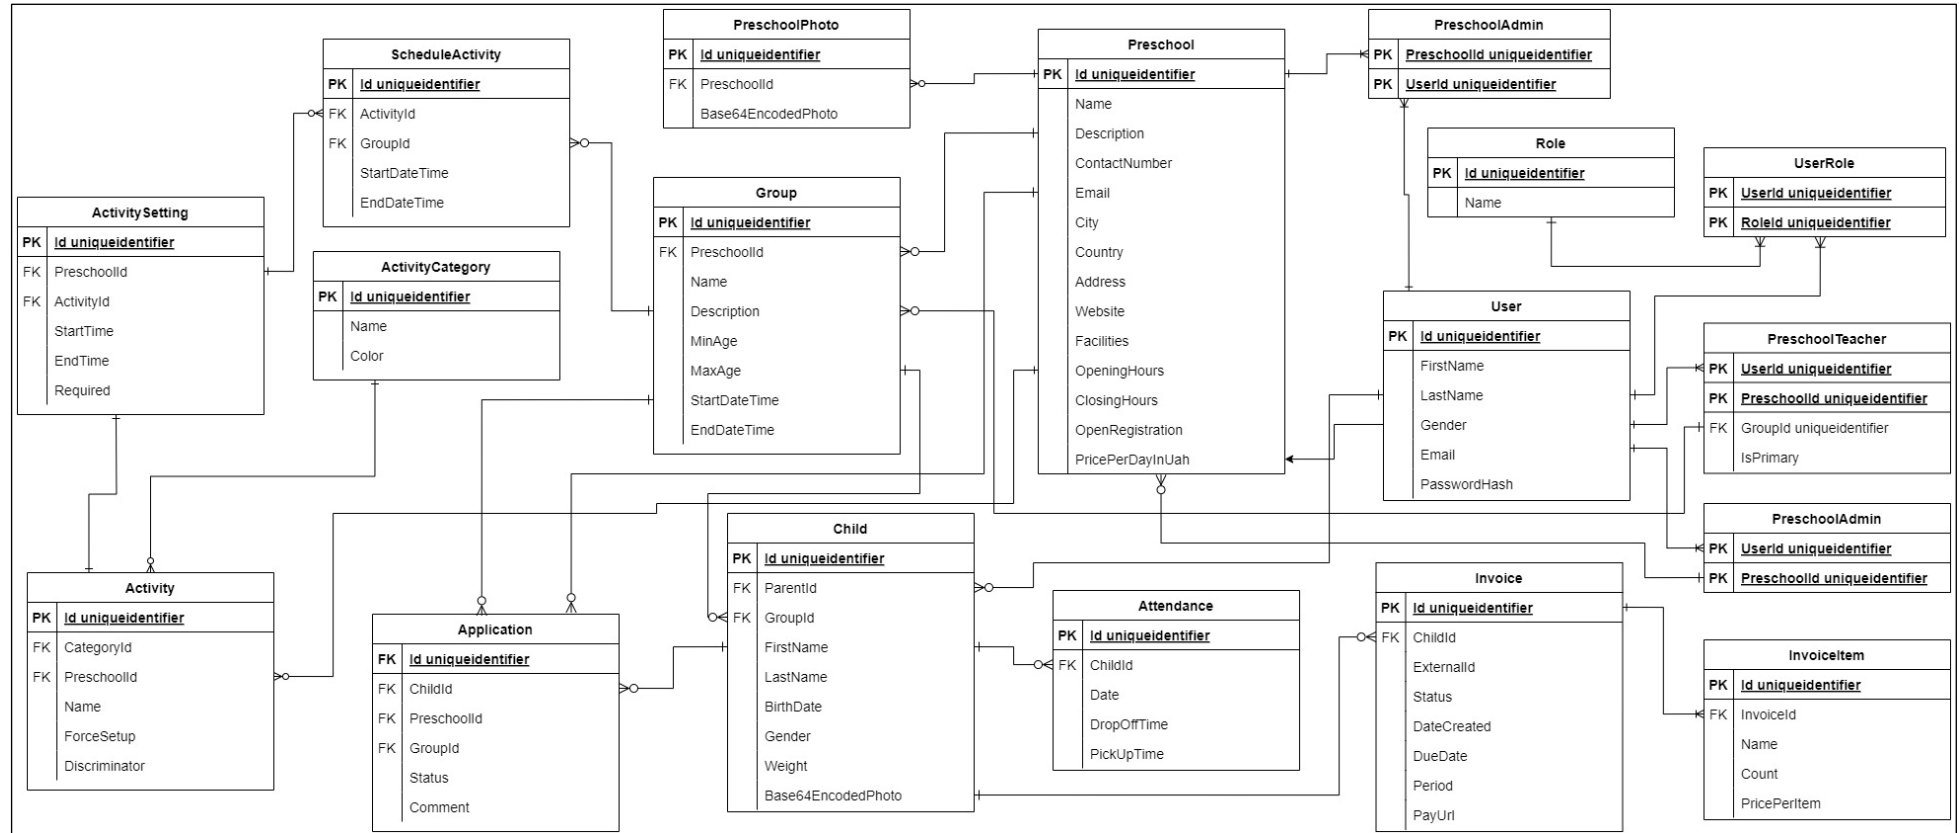 PreschoolPhoto
PK Id uniqueidentifier
FK PreschoolId
Base64EncodedPhoto
Preschool
PK Id uniqueidentifier
Name
Description
ContactNumber
Email
City
Country
Address
Website
Facilities
OpeningHours
ClosingHours
OpenRegistration
PricePerDayInUah
PreschoolAdmin
PK PreschoolId uniqueidentifier
PK UserId uniqueidentifier
ScheduleActivity
PK Id uniqueidentifier
FK ActivityId
FK GroupId
StartDateTime
EndDateTime
Role
PK Id uniqueidentifier
Name
UserRole
PK UserId uniqueidentifier
PK RoleId uniqueidentifier
Group
PK Id uniqueidentifier
FK PreschoolId
Name
Description
MinAge
MaxAge
StartDateTime
EndDateTime
ActivitySetting
PK Id uniqueidentifier
FK PreschoolId
FK ActivityId
StartTime
EndTime
Required
ActivityCategory
PK Id uniqueidentifier
Name
Color
User
PK Id uniqueidentifier
FirstName
LastName
Gender
Email
PasswordHash
PreschoolTeacher
PK UserId uniqueidentifier
PK PreschoolId uniqueidentifier
FK GroupId uniqueidentifier
IsPrimary
PreschoolAdmin
PK UserId uniqueidentifier
PK PreschoolId uniqueidentifier
Activity
PK Id uniqueidentifier
FK CategoryId
FK PreschoolId
Name
ForceSetup
Discriminator
Application
FK Id uniqueidentifier
FK ChildId
FK PreschoolId
FK GroupId
Status
Comment
Child
PK Id uniqueidentifier
FK ParentId
FK GroupId
FirstName
LastName
BirthDate
Gender
Weight
Base64EncodedPhoto
Attendance
PK Id uniqueidentifier
FK ChildId
Date
DropOffTime
PickUpTime
Invoice
PK Id uniqueidentifier
FK ChildId
ExternalId
Status
DateCreated
DueDate
Period
PayUrl
InvoiceItem
PK Id uniqueidentifier
FK InvoiceId
Name
Count
PricePerItem